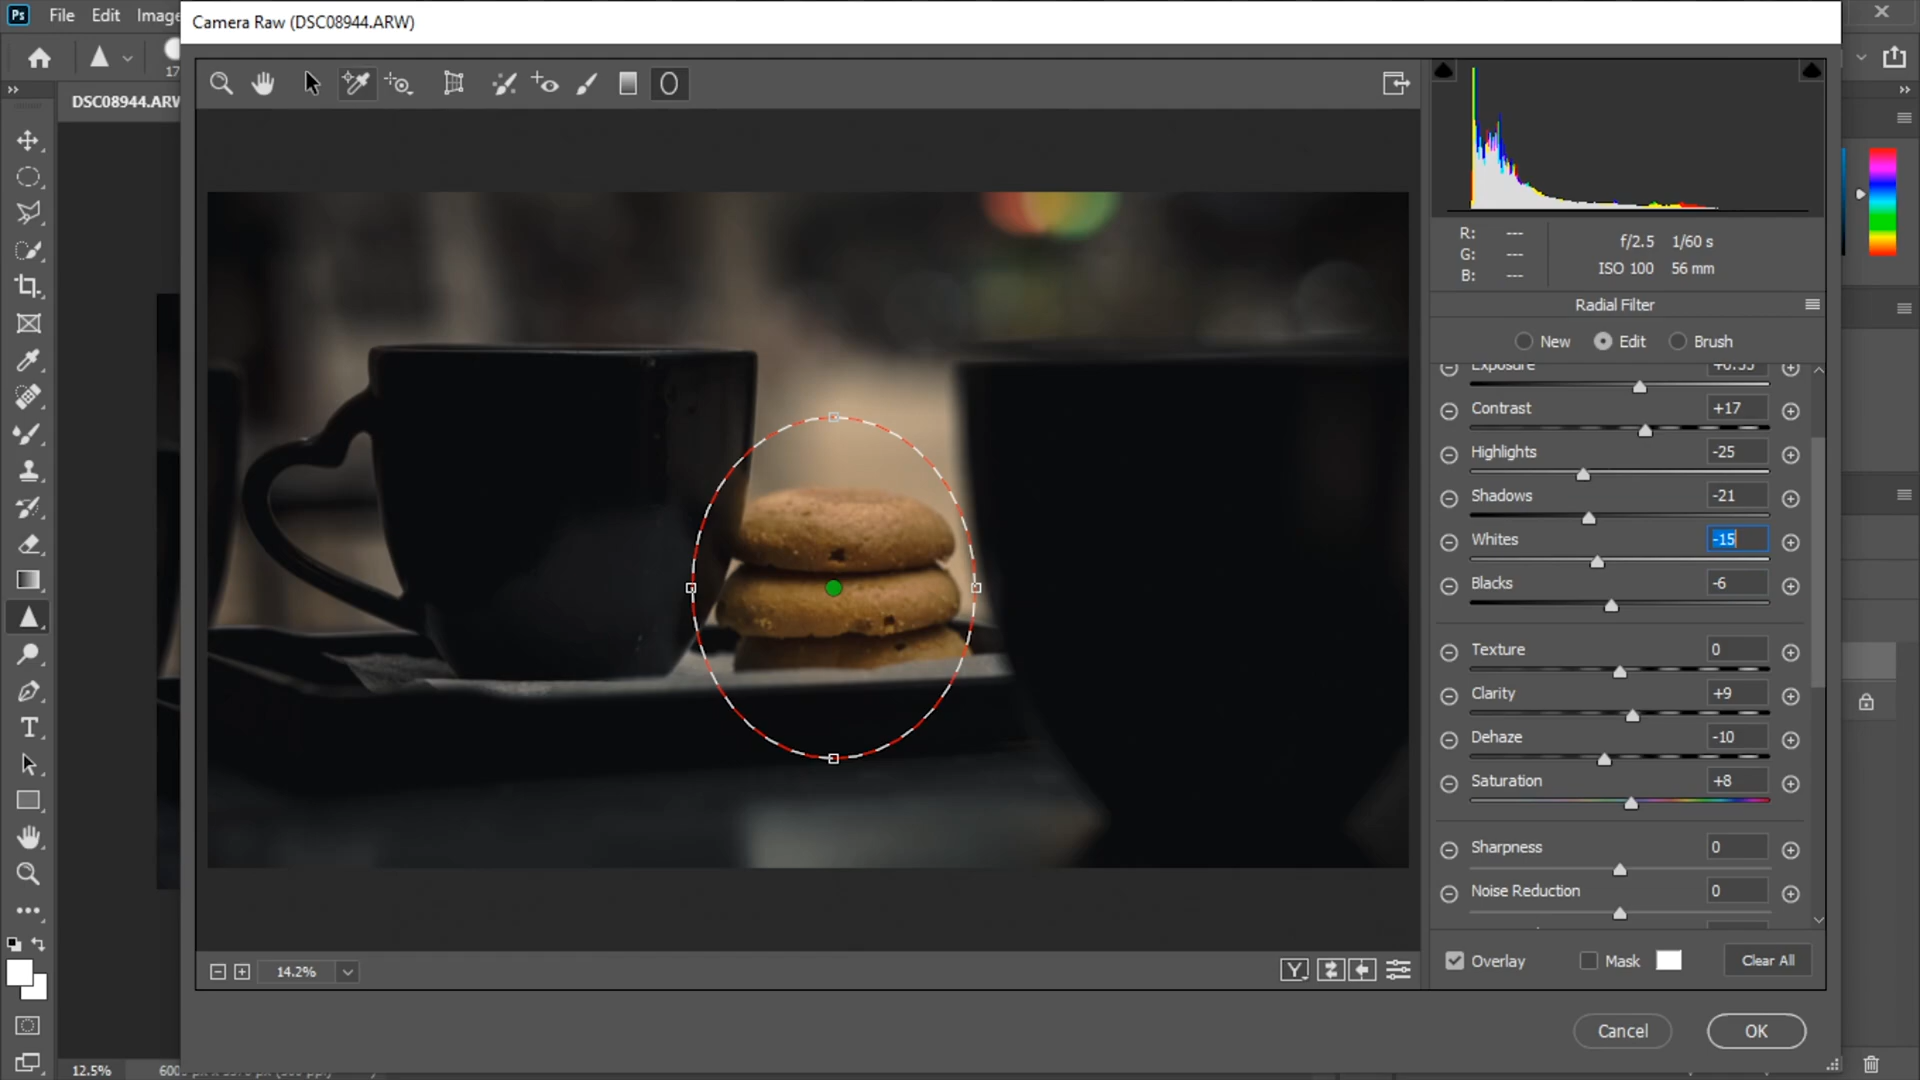 Ps File Edit Image
Camera Raw (DSC08944.ARW)
17
DSC08944.ARW
R: ---
G: ---
B: ---
f/2.5 1/60 s
ISO 100 56 mm
Radial Filter
New Edit Brush
Exposure
Contrast +17
Highlights -25
Shadows -21
Whites -15
Blacks -6
Texture 0
Clarity +9
Dehaze -10
Saturation +8
Sharpness 0
Noise Reduction 0
Overlay Mask Clear All
14.2%
Y
Cancel OK
12.5%